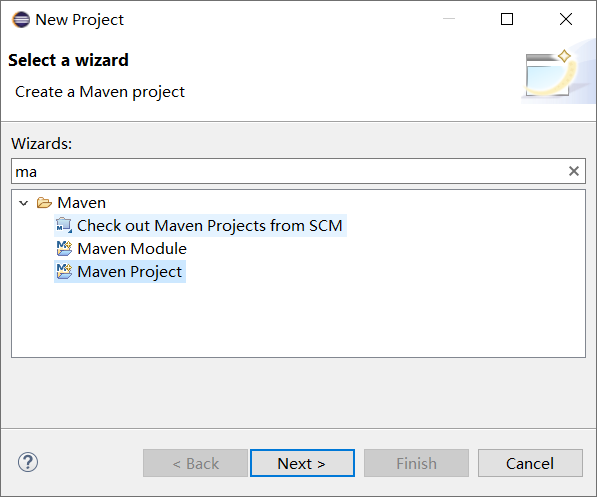 New Project
Select a wizard
Create a Maven project
Wizards:
ma
Maven
Check out Maven Projects from SCM
Maven Module
Maven Project
< Back
Next >
Finish
Cancel